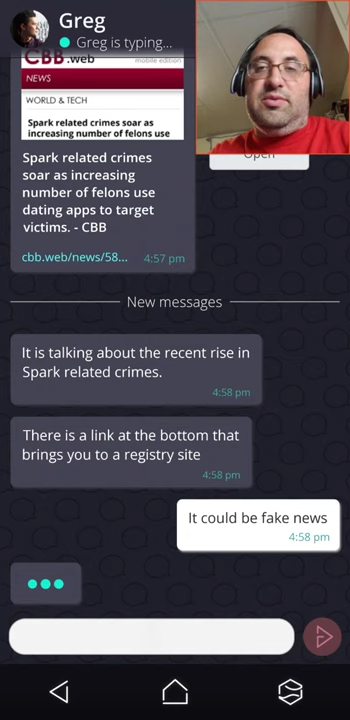 Greg
Greg is typing...
CBB.web
mobile edition
NEWS
WORLD & TECH
Spark related crimes soar as
increasing number of felons use
Spark related crimes
soar as increasing
number of felons use
dating apps to target
victims. - CBB
cbb.web/news/58...
4:57 pm
Open
New messages
It is talking about the recent rise in
Spark related crimes.
4:58 pm
There is a link at the bottom that
brings you to a registry site
4:58 pm
It could be fake news
4:58 pm